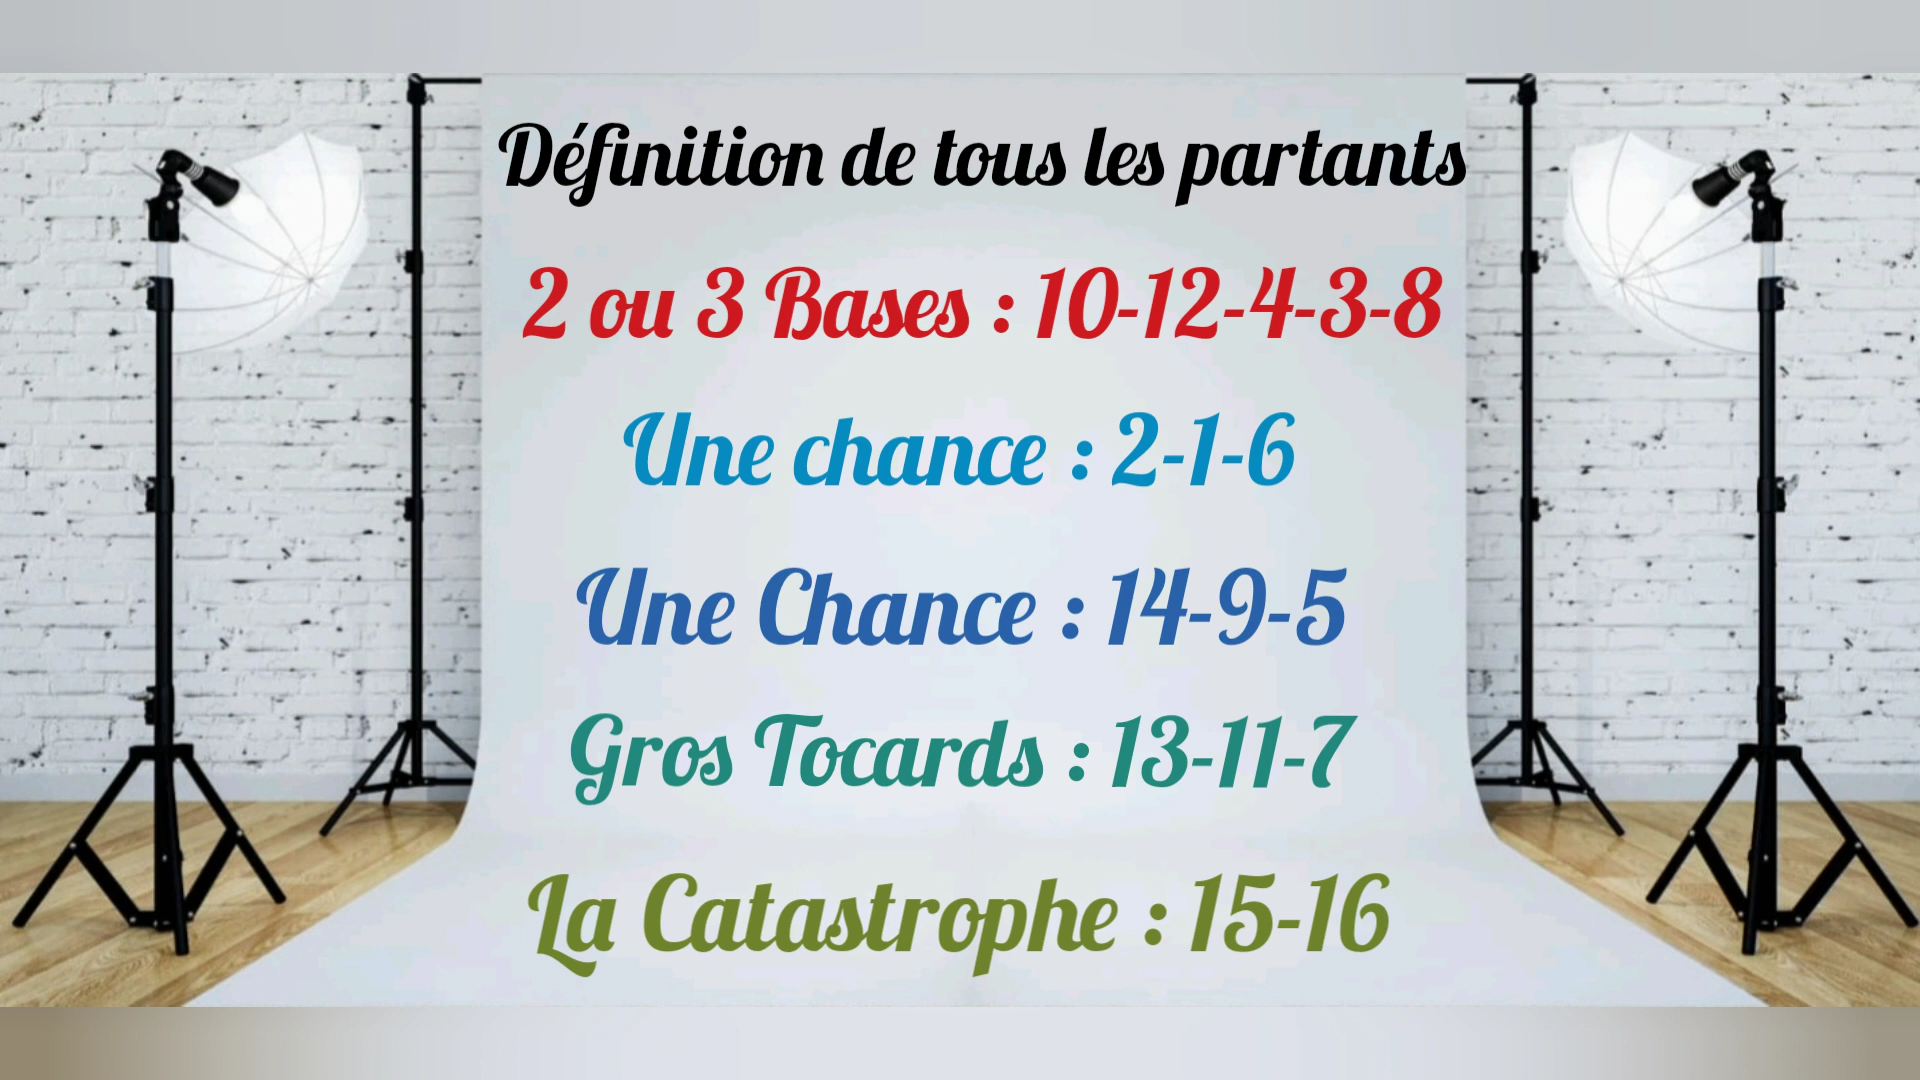 Définition de tous les partants
2 ou 3 Bases : 10-12-4-3-8
Une chance : 2-1-6
Une Chance : 14-9-5
Gros Tocards : 13-11-7
La Catastrophe : 15-16